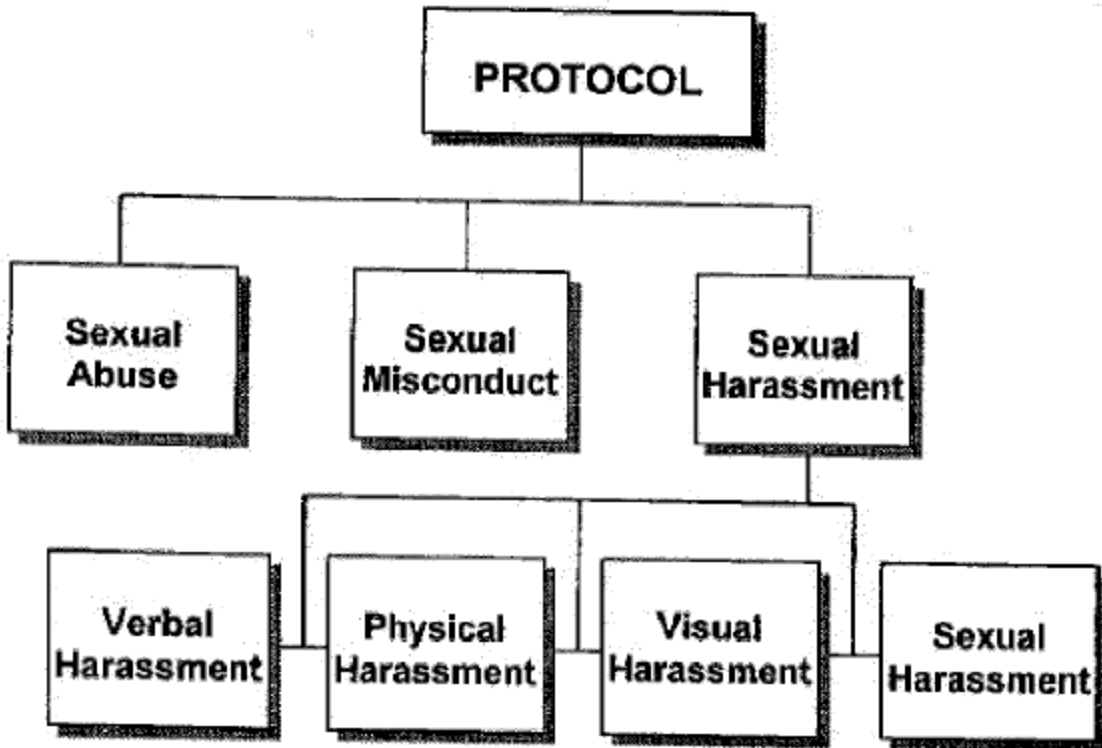 PROTOCOL
Sexual
Abuse
Sexual
Misconduct
Sexual
Harassment
Verbal
Harassment
Physical
Harassment
Visual
Harassment
Sexual
Harassment